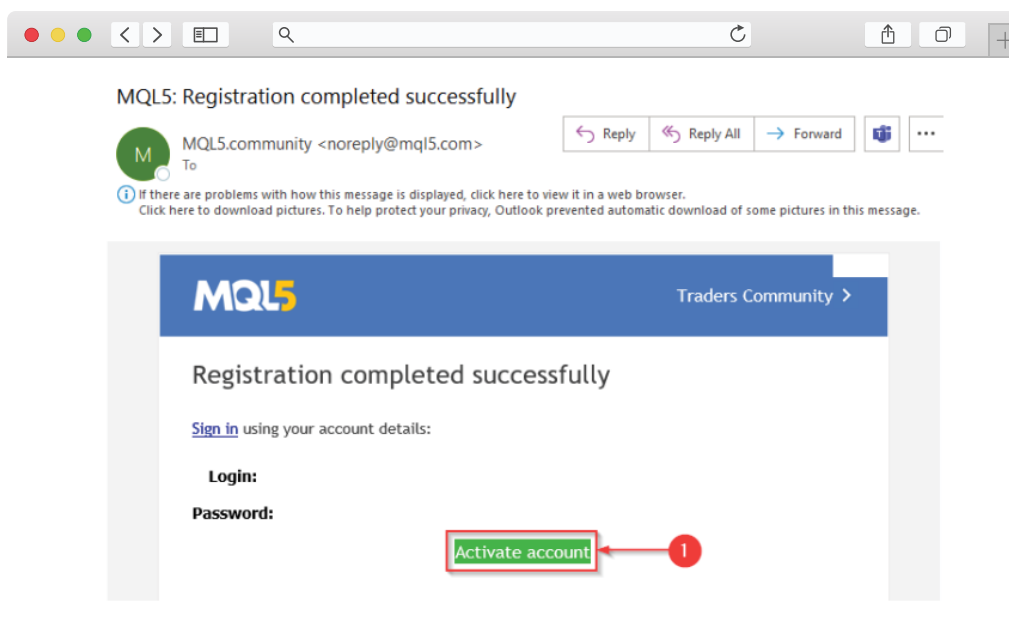 MQL5: Registration completed successfully
M
MQL5.community <noreply@mql5.com>
To
Reply
Reply All
Forward
If there are problems with how this message is displayed, click here to view it in a web browser.
Click here to download pictures. To help protect your privacy, Outlook prevented automatic download of some pictures in this message.
MQL5
Traders Community >
Registration completed successfully
Sign in using your account details:
Login:
Password:
Activate account
1